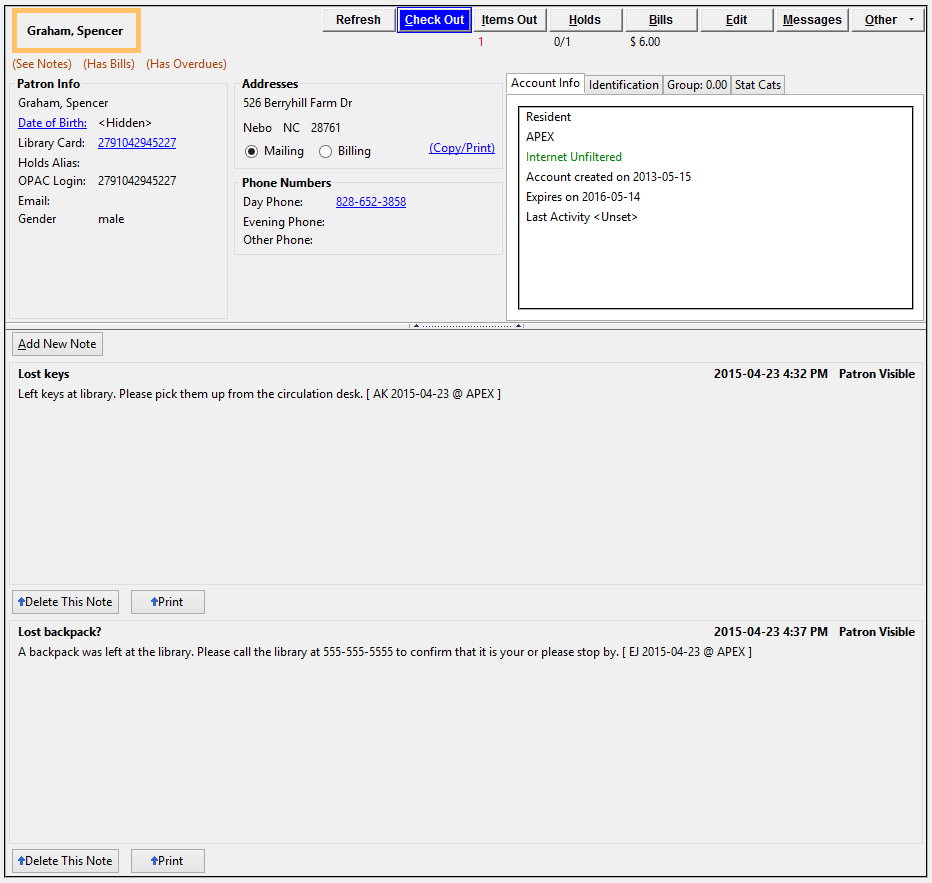 Graham, Spencer
Refresh Check Out Items Out Holds Bills Edit Messages Other
1 0/1 $ 6.00
(See Notes) (Has Bills) (Has Overdues)
Patron Info
Graham, Spencer
Date of Birth: <Hidden>
Library Card: 2791042945227
Holds Alias:
OPAC Login: 2791042945227
Email:
Gender male
Addresses
526 Berryhill Farm Dr
Nebo NC 28761
Mailing Billing (Copy/Print)
Phone Numbers
Day Phone: 828-652-3858
Evening Phone:
Other Phone:
Account Info Identification Group: 0.00 Stat Cats
Resident
APEX
Internet Unfiltered
Account created on 2013-05-15
Expires on 2016-05-14
Last Activity <Unset>
Add New Note
Lost keys 2015-04-23 4:32 PM Patron Visible
Left keys at library. Please pick them up from the circulation desk. [ AK 2015-04-23 @ APEX ]
Delete This Note Print
Lost backpack? 2015-04-23 4:37 PM Patron Visible
A backpack was left at the library. Please call the library at 555-555-5555 to confirm that it is your or please stop by. [ EJ 2015-04-23 @ APEX ]
Delete This Note Print